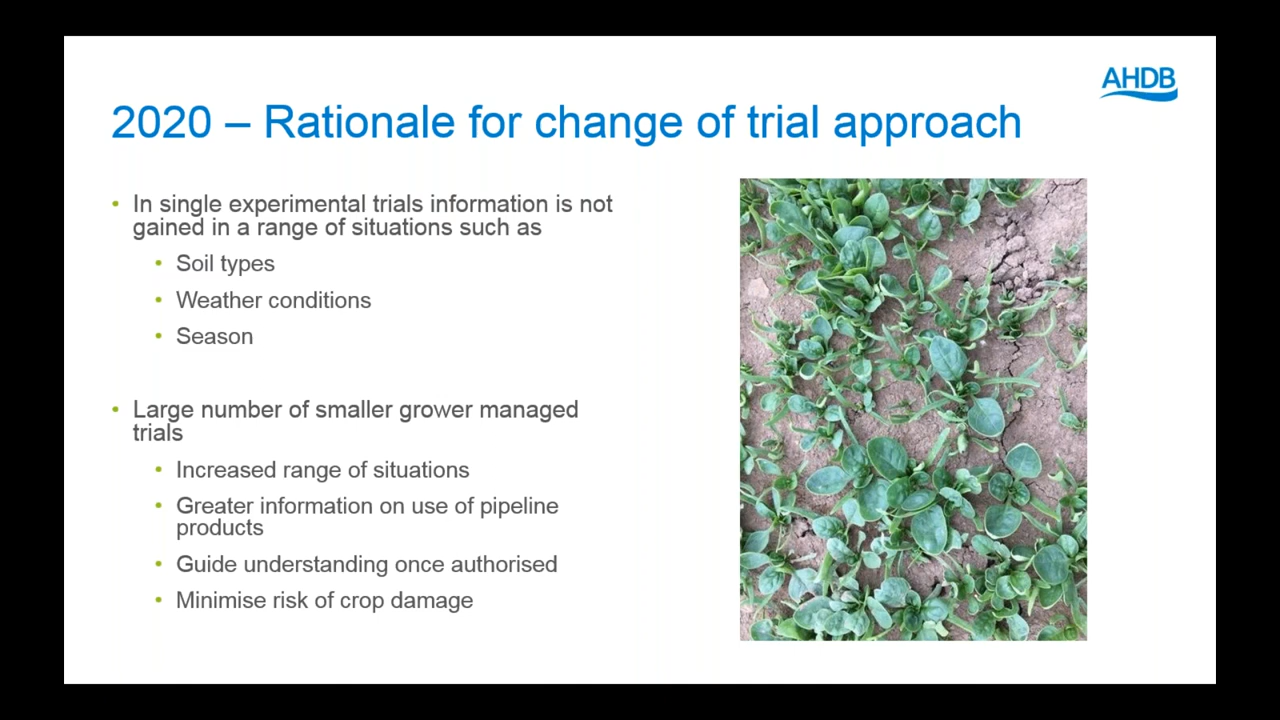 AHDB
2020 – Rationale for change of trial approach
• In single experimental trials information is not
gained in a range of situations such as
• Soil types
• Weather conditions
• Season
• Large number of smaller grower managed
trials
• Increased range of situations
• Greater information on use of pipeline
products
• Guide understanding once authorised
• Minimise risk of crop damage